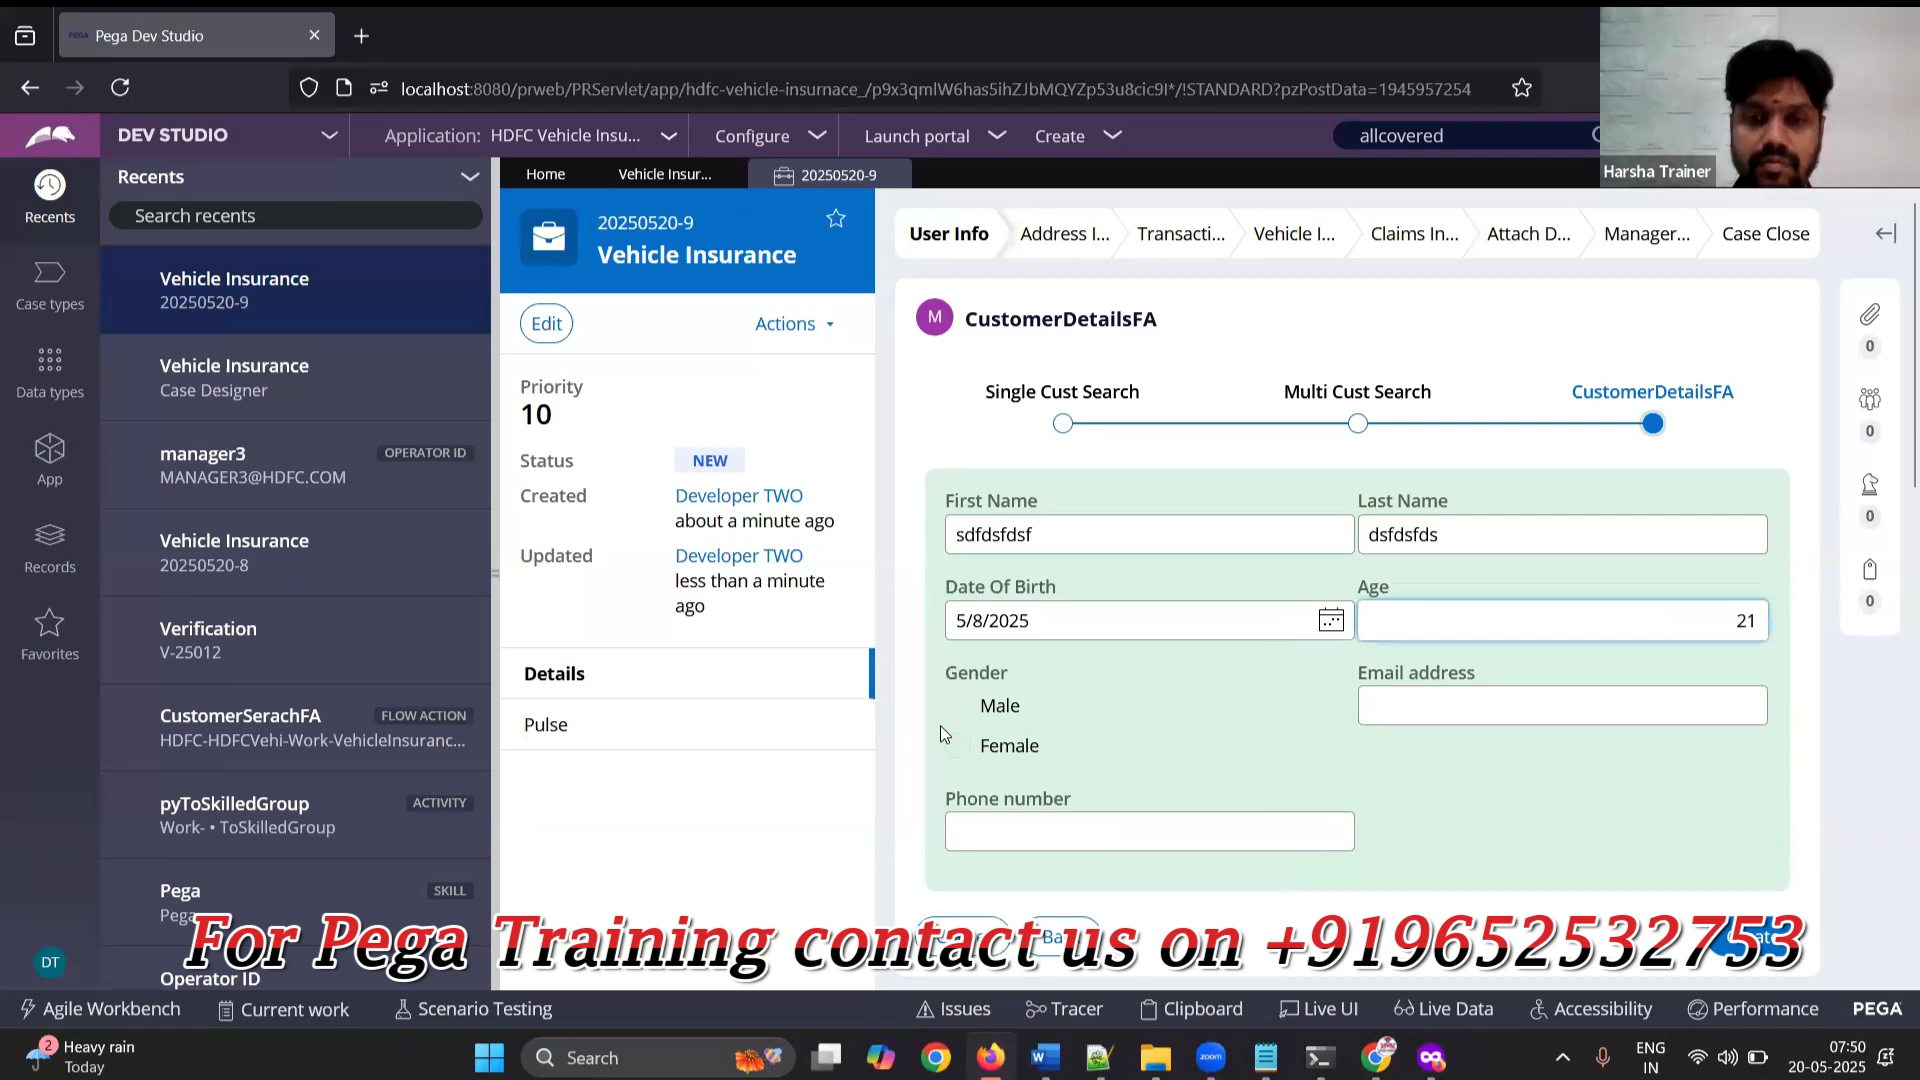 Pega Dev Studio
localhost:8080/prweb/PRServlet/app/hdfc-vehicle-insurnace_/p9x3qmlW6has5ihZJbMQYZp53u8cic9l*/!STANDARD?pzPostData=1945957254
DEV STUDIO
Application: HDFC Vehicle Insu...
Configure
Launch portal
Create
allcovered
Harsha Trainer
Recents
Search recents
Home
Vehicle Insur...
20250520-9
Recents
Case types
Data types
App
Records
Favorites
DT
Vehicle Insurance
20250520-9
Vehicle Insurance
Case Designer
manager3
OPERATOR ID
MANAGER3@HDFC.COM
Vehicle Insurance
20250520-8
Verification
V-25012
CustomerSerachFA
FLOW ACTION
HDFC-HDFCVehi-Work-VehicleInsuranc...
pyToSkilledGroup
ACTIVITY
Work- • ToSkilledGroup
Pega
SKILL
Pega
Operator ID
20250520-9
Vehicle Insurance
Edit
Actions
Priority
10
Status
NEW
Created
Developer TWO
about a minute ago
Updated
Developer TWO
less than a minute
ago
Details
Pulse
User Info
Address I...
Transacti...
Vehicle I...
Claims In...
Attach D...
Manager...
Case Close
M
CustomerDetailsFA
Single Cust Search
Multi Cust Search
CustomerDetailsFA
First Name
Last Name
sdfdsfdsf
dsfdsfds
Date Of Birth
Age
5/8/2025
21
Gender
Email address
Male
Female
Phone number
0
0
0
0
For Pega Training contact us on +919652532753
Agile Workbench
Current work
Scenario Testing
Issues
Tracer
Clipboard
Live UI
Live Data
Accessibility
Performance
PEGA
2
Heavy rain
Today
Search
zoom
ENG
IN
07:50
20-05-2025